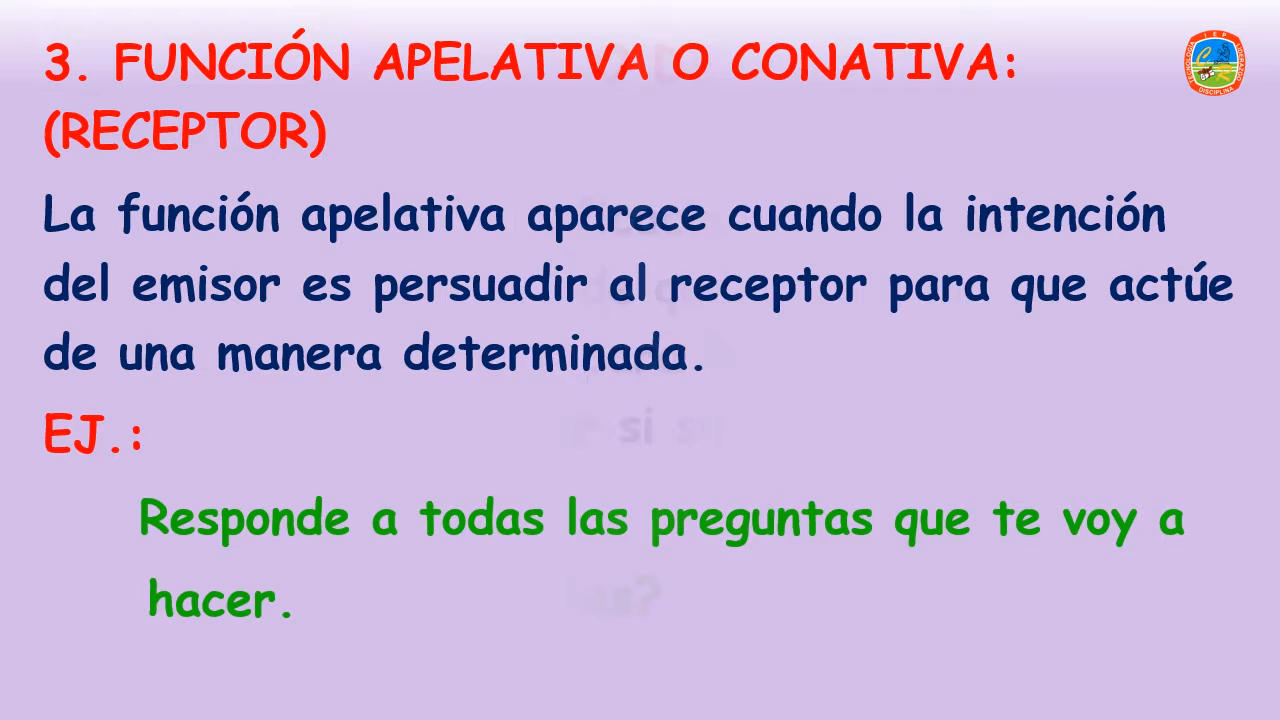 3. FUNCIÓN APELATIVA O CONATIVA:
(RECEPTOR)
La función apelativa aparece cuando la intención
del emisor es persuadir al receptor para que actúe
de una manera determinada.
EJ.:
Responde a todas las preguntas que te voy a
hacer.
I E P
DISCIPLINA